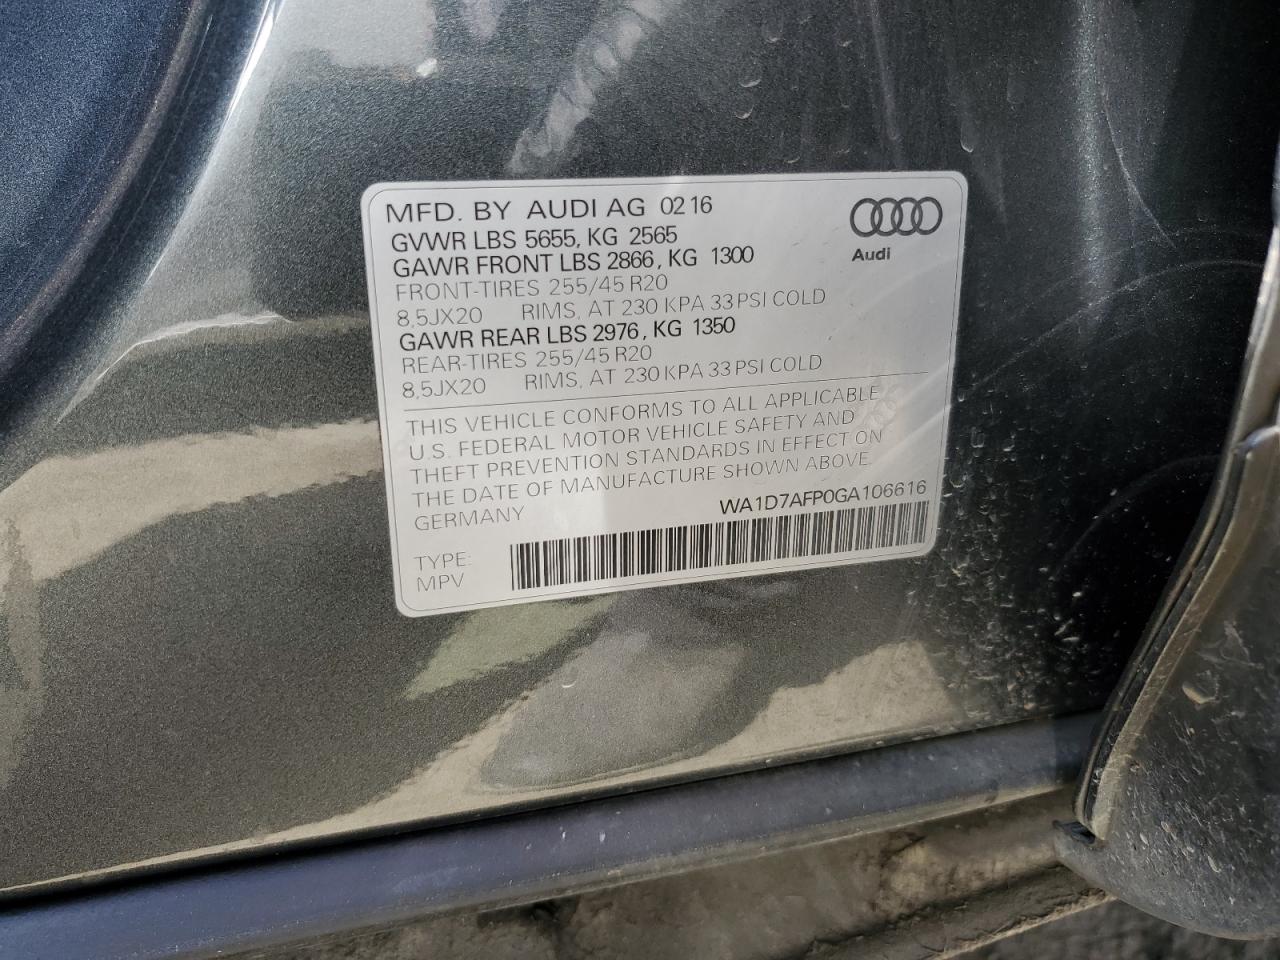 MFD. BY AUDI AG 02 16
GVWR LBS 5655, KG 2565
GAWR FRONT LBS 2866, KG 1300
FRONT-TIRES 255/45 R20
8,5JX20 RIMS, AT 230 KPA 33 PSI COLD
GAWR REAR LBS 2976, KG 1350
REAR-TIRES 255/45 R20
8,5JX20 RIMS, AT 230 KPA 33 PSI COLD
Audi
THIS VEHICLE CONFORMS TO ALL APPLICABLE
U.S. FEDERAL MOTOR VEHICLE SAFETY AND
THEFT PREVENTION STANDARDS IN EFFECT ON
THE DATE OF MANUFACTURE SHOWN ABOVE.
GERMANY WA1D7AFP0GA106616
TYPE:
MPV